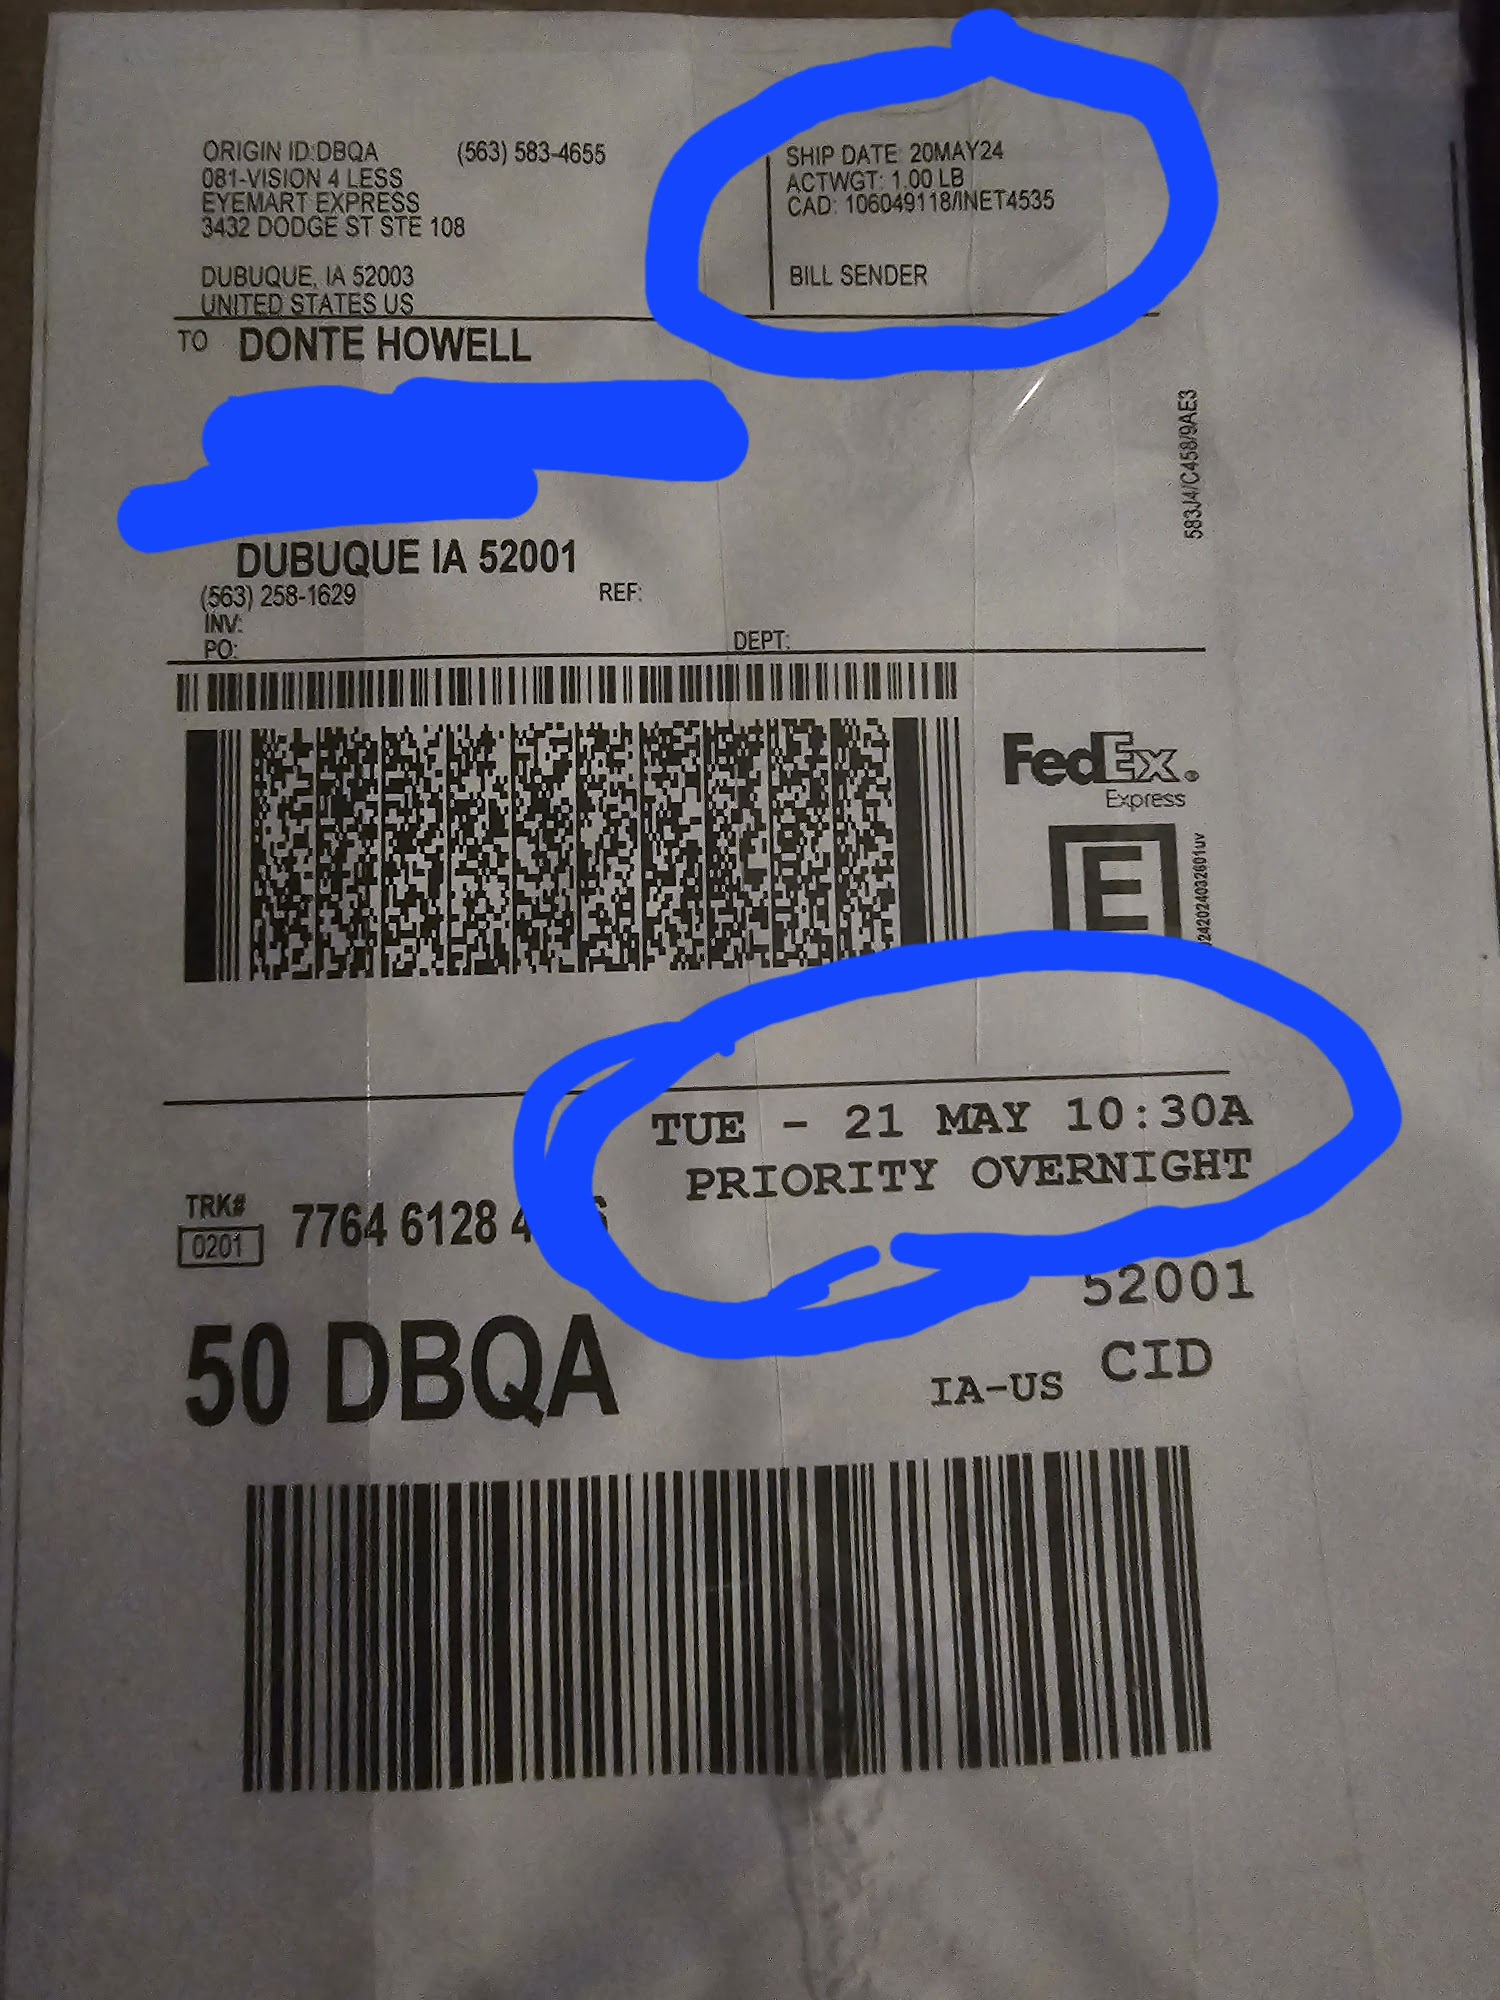 ORIGIN ID:DBQA (563) 583-4655
081-VISION 4 LESS
EYEMART EXPRESS
3432 DODGE ST STE 108
DUBUQUE, IA 52003
UNITED STATES US
SHIP DATE: 20MAY24
ACTWGT: 1.00 LB
CAD: 106049118/INET4535
BILL SENDER
TO DONTE HOWELL
DUBUQUE IA 52001
(563) 258-1629 REF:
INV:
PO: DEPT:
583J4/C458/9AE3
FedEx®
Express
E
TUE - 21 MAY 10:30A
PRIORITY OVERNIGHT
TRK# 7764 6128
0201
52001
50 DBQA
IA-US CID